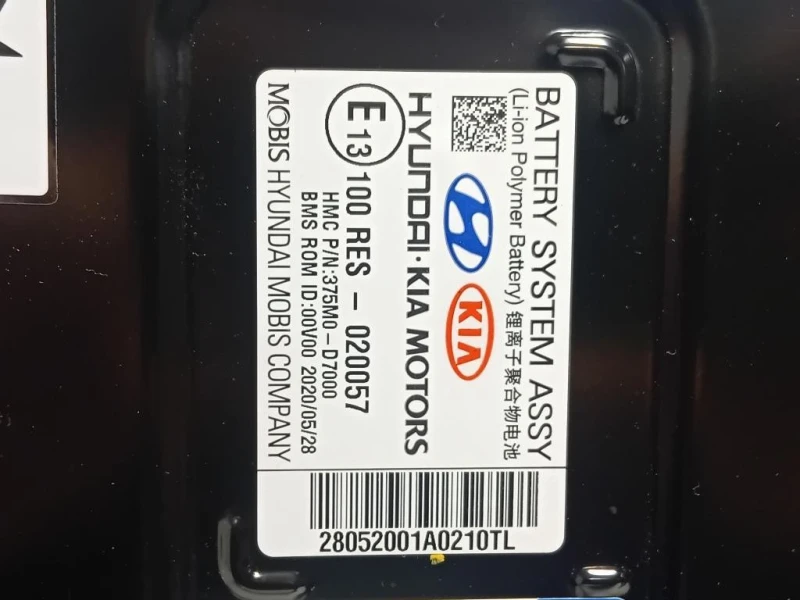 BATTERY SYSTEM ASSY
(Li-ion Polymer Battery) 锂离子聚合物电池
KIA
HYUNDAI·KIA MOTORS
E13 100 RES - 020057
HMC P/N:375M0-D7000
BMS ROM ID:00V00 2020/05/28
MOBIS HYUNDAI MOBIS COMPANY
28052001A0210TL